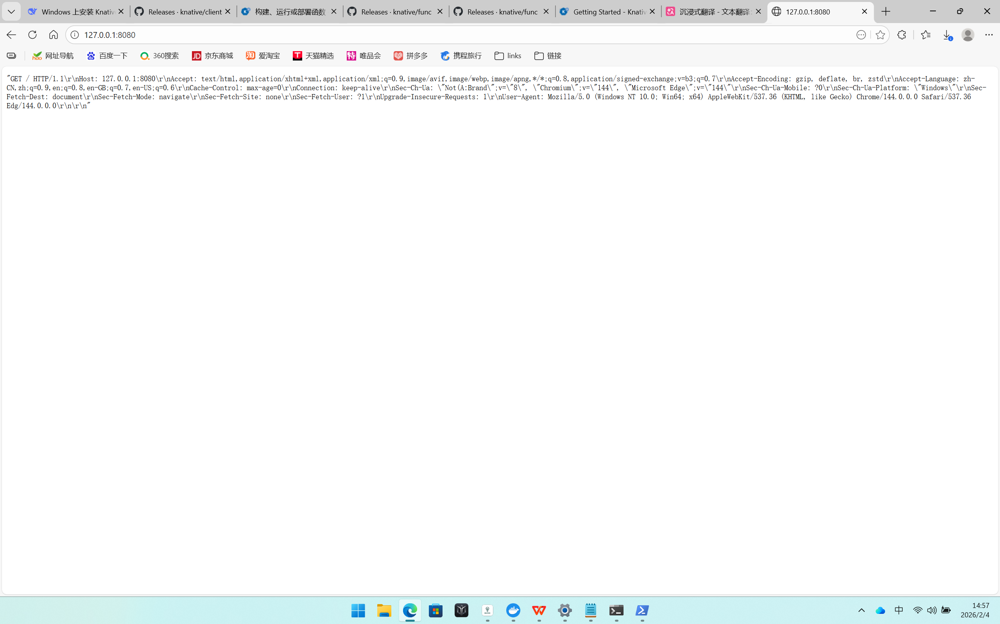 Windows 上安装 Knativ
Releases · knative/client
构建、运行或部署函数
Releases · knative/func
Releases · knative/func
Getting Started - Knativ
沉浸式翻译 - 文本翻译
127.0.0.1:8080
127.0.0.1:8080
hao 网址导航
百度一下
360搜索
JD 京东商城
淘 爱淘宝
T 天猫精选
特 唯品会
拼多多
携程旅行
links
链接
"GET / HTTP/1.1\r\nHost: 127.0.0.1:8080\r\nAccept: text/html,application/xhtml+xml,application/xml;q=0.9,image/avif,image/webp,image/apng,*/*;q=0.8,application/signed-exchange;v=b3;q=0.7\r\nAccept-Encoding: gzip, deflate, br, zstd\r\nAccept-Language: zh-
CN,zh;q=0.9,en;q=0.8,en-GB;q=0.7,en-US;q=0.6\r\nCache-Control: max-age=0\r\nConnection: keep-alive\r\nSec-Ch-Ua: \"Not(A:Brand\";v=\"8\", \"Chromium\";v=\"144\", \"Microsoft Edge\";v=\"144\"\r\nSec-Ch-Ua-Mobile: ?0\r\nSec-Ch-Ua-Platform: \"Windows\"\r\nSec-
Fetch-Dest: document\r\nSec-Fetch-Mode: navigate\r\nSec-Fetch-Site: none\r\nSec-Fetch-User: ?1\r\nUpgrade-Insecure-Requests: 1\r\nUser-Agent: Mozilla/5.0 (Windows NT 10.0; Win64; x64) AppleWebKit/537.36 (KHTML, like Gecko) Chrome/144.0.0.0 Safari/537.36
Edg/144.0.0.0\r\n\r\n"
中
14:57
2026/2/4